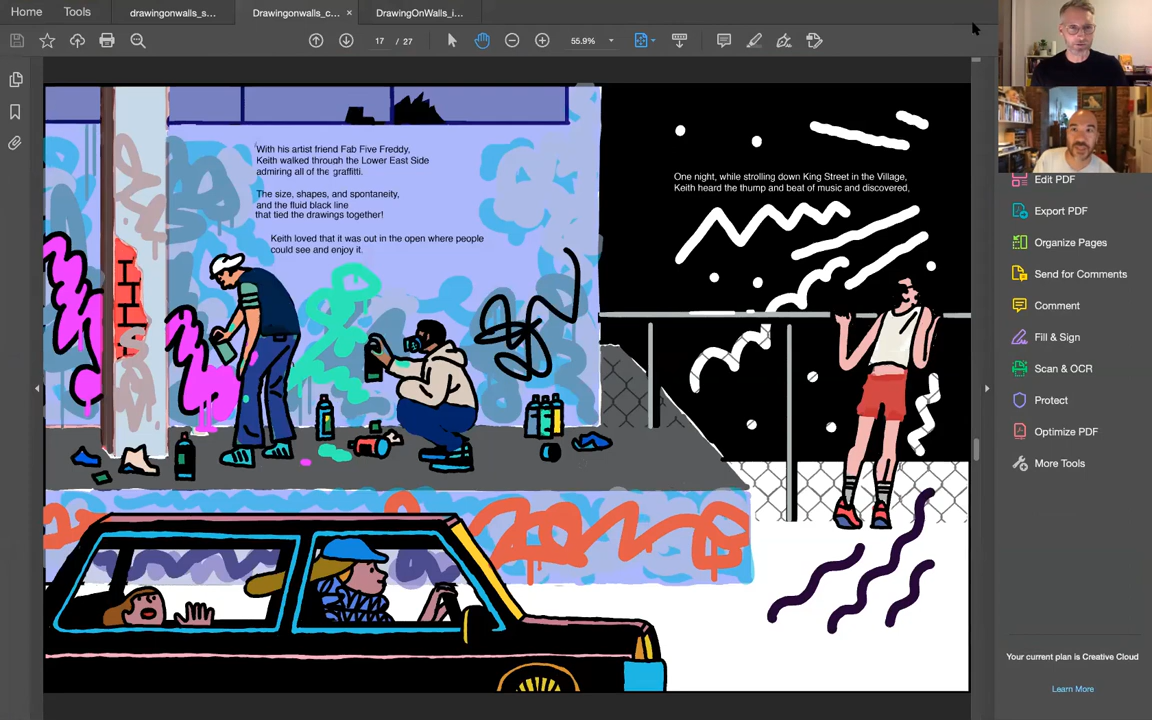 Home
Tools
drawingonwalls_s...
Drawingonwalls_c...
×
DrawingOnWalls_i...
17 / 27
55.9%
With his artist friend Fab Five Freddy,
Keith walked through the Lower East Side
admiring all of the graffitti.
The size, shapes, and spontaneity,
and the fluid black line
that tied the drawings together!
Keith loved that it was out in the open where people
could see and enjoy it.
One night, while strolling down King Street in the Village,
Keith heard the thump and beat of music and discovered,
Edit PDF
Export PDF
Organize Pages
Send for Comments
Comment
Fill & Sign
Scan & OCR
Protect
Optimize PDF
More Tools
Your current plan is Creative Cloud
Learn More